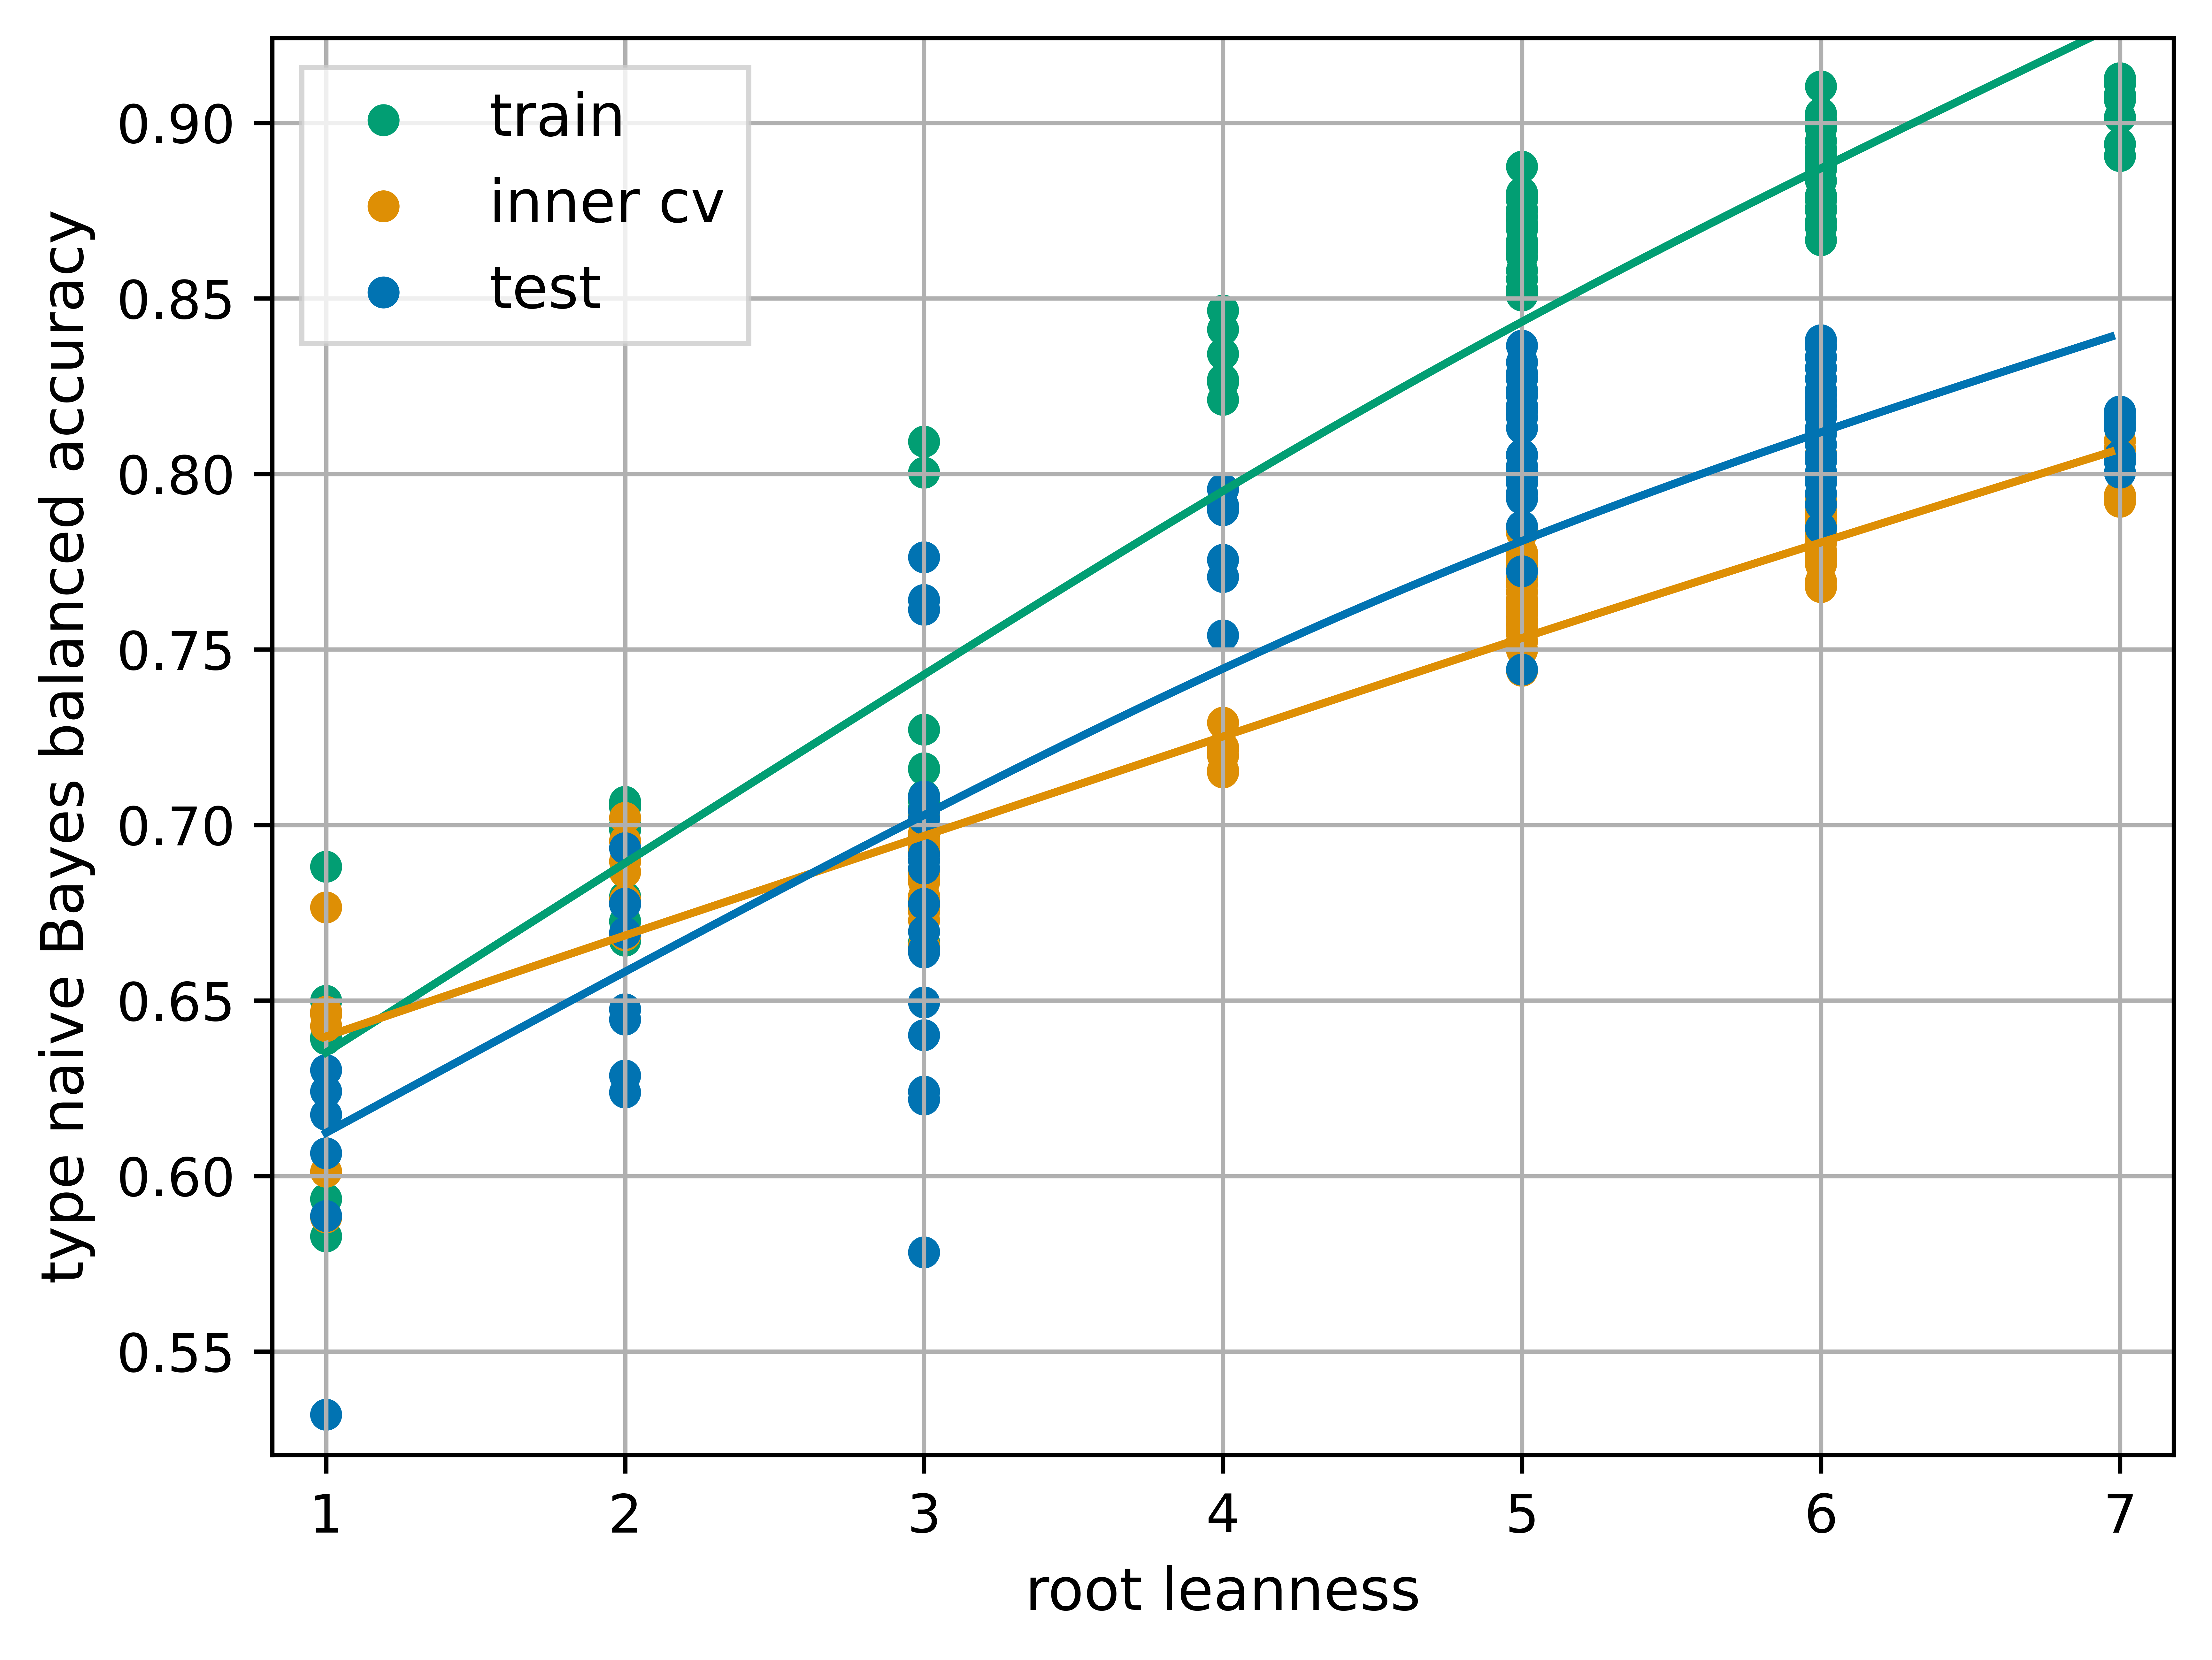 type naive Bayes balanced accuracy
0.90
0.85
0.80
0.75
0.70
0.65
0.60
0.55
train
inner cv
test
1 2 3 4 5 6 7
root leanness